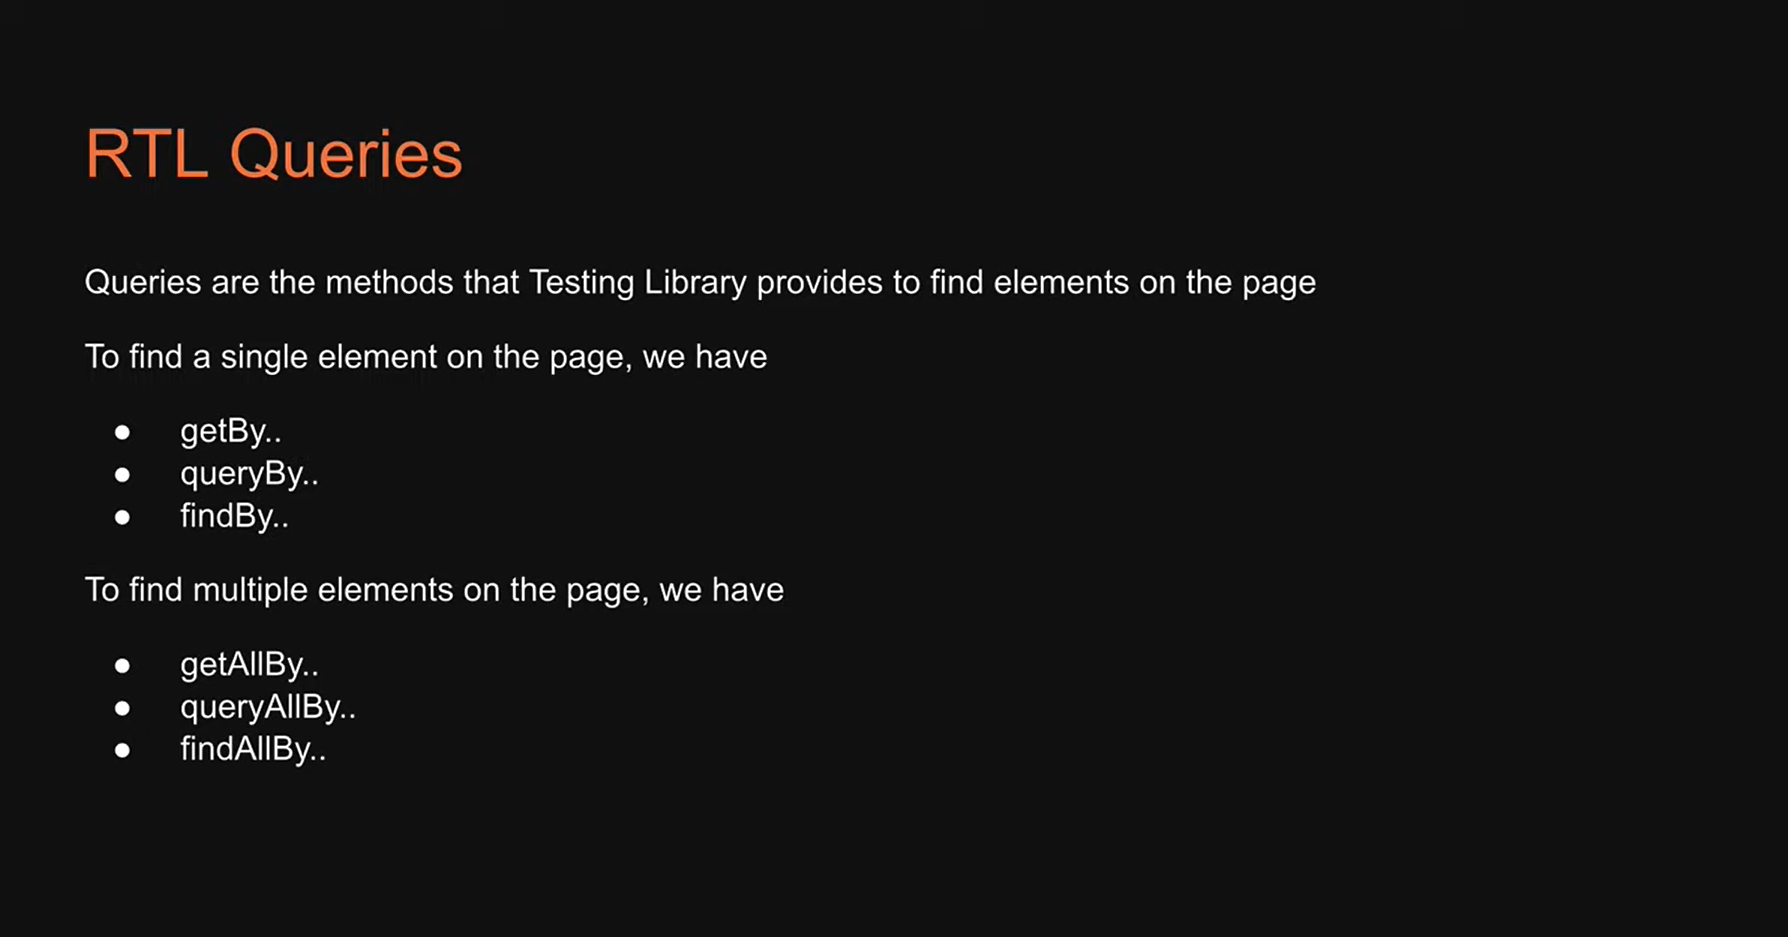 RTL Queries
Queries are the methods that Testing Library provides to find elements on the page
To find a single element on the page, we have
● getBy..
● queryBy..
● findBy..
To find multiple elements on the page, we have
● getAllBy..
● queryAllBy..
● findAllBy..